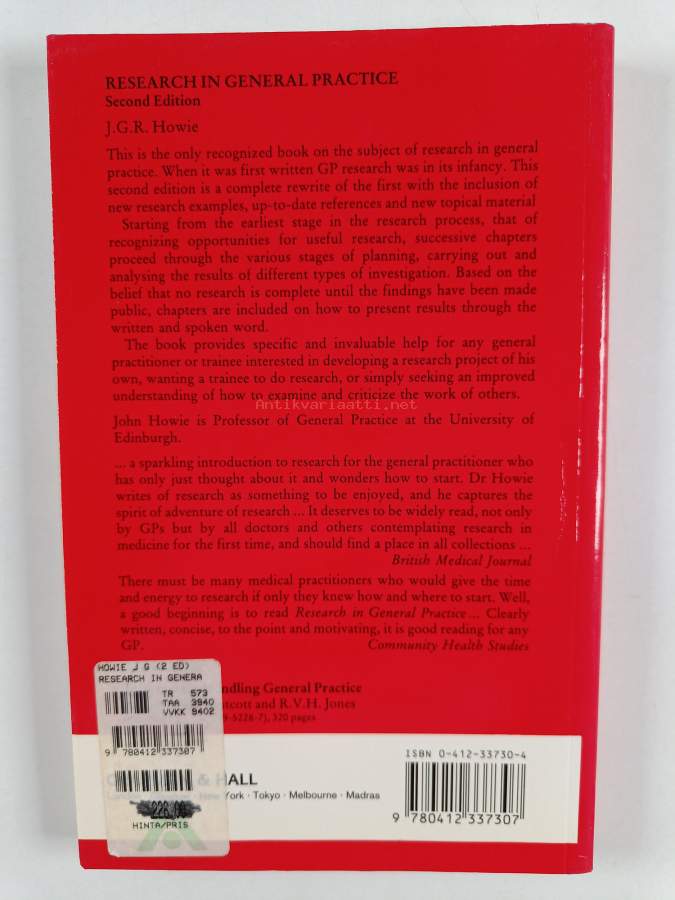 RESEARCH IN GENERAL PRACTICE
Second Edition
J.G.R. Howie
This is the only recognized book on the subject of research in general
practice. When it was first written GP research was in its infancy. This
second edition is a complete rewrite of the first with the inclusion of
new research examples, up-to-date references and new topical material
Starting from the earliest stage in the research process, that of
recognizing opportunities for useful research, successive chapters
proceed through the various stages of planning, carrying out and
analysing the results of different types of investigation. Based on the
belief that no research is complete until the findings have been made
public, chapters are included on how to present results through the
written and spoken word.
The book provides specific and invaluable help for any general
practitioner or trainee interested in developing a research project of his
own, wanting a trainee to do research, or simply seeking an improved
understanding of how to examine and criticize the work of others.
Antikvariaatti.net
John Howie is Professor of General Practice at the University of
Edinburgh.
... a sparkling introduction to research for the general practitioner who
has only just thought about it and wonders how to start. Dr Howie
writes of research as something to be enjoyed, and he captures the
spirit of adventure of research ... It deserves to be widely read, not only
by GPs but by all doctors and others contemplating research in
medicine for the first time, and should find a place in all collections ...
British Medical Journal
There must be many medical practitioners who would give the time
and energy to research if only they knew how and where to start. Well,
a good beginning is to read Research in General Practice ... Clearly
written, concise, to the point and motivating, it is good reading for any
GP. Community Health Studies
HOWIE J G (2 ED)
RESEARCH IN GENERA
TR 573
TAA 3940
VVKK 9402
9 780412 337307
HINTA/PRIS
ndling General Practice
tcott and R.V.H. Jones
-5226-7), 320 pages
& HALL
York · Tokyo · Melbourne · Madras
ISBN 0-412-33730-4
9 780412 337307